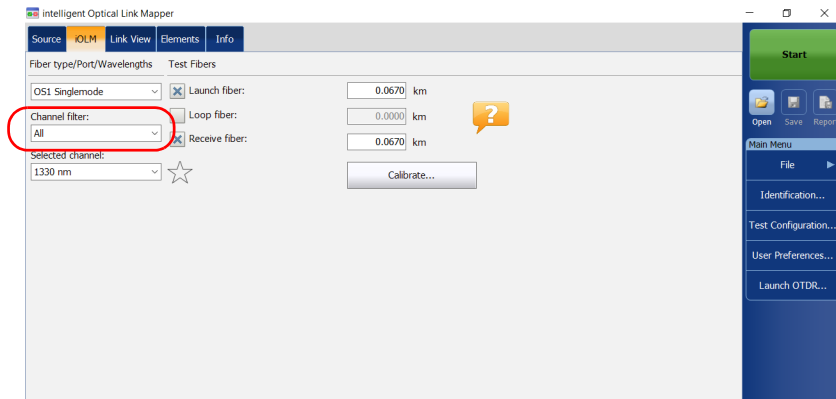 intelligent Optical Link Mapper
Source iOLM Link View Elements Info
Fiber type/Port/Wavelengths Test Fibers
OS1 Singlemode
Launch fiber: 0.0670 km
Channel filter:
Loop fiber: 0.0000 km
All
Receive fiber: 0.0670 km
Selected channel:
1330 nm
Calibrate...
?
Start
Open Save Repor
Main Menu
File
Identification...
Test Configuration...
User Preferences...
Launch OTDR...